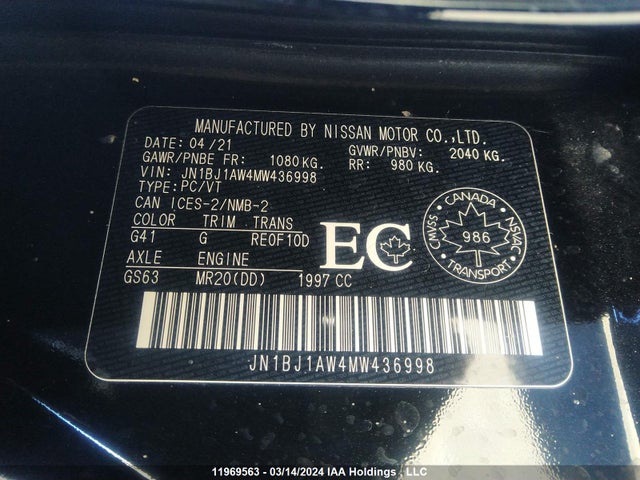 MANUFACTURED BY NISSAN MOTOR CO.,LTD.
DATE: 04/21 GVWR/PNBV: 2040 KG.
GAWR/PNBE FR: 1080 KG. RR: 980 KG.
VIN: JN1BJ1AW4MW436998
TYPE: PC/VT
CAN ICES-2/NMB-2
COLOR TRIM TRANS
G41 G RE0F10D
AXLE ENGINE
GS63 MR20(DD) 1997 CC
EC
CANADA
CMVSS 986 NSVAC
TRANSPORT
JN1BJ1AW4MW436998
11969563 - 03/14/2024 IAA Holdings, LLC